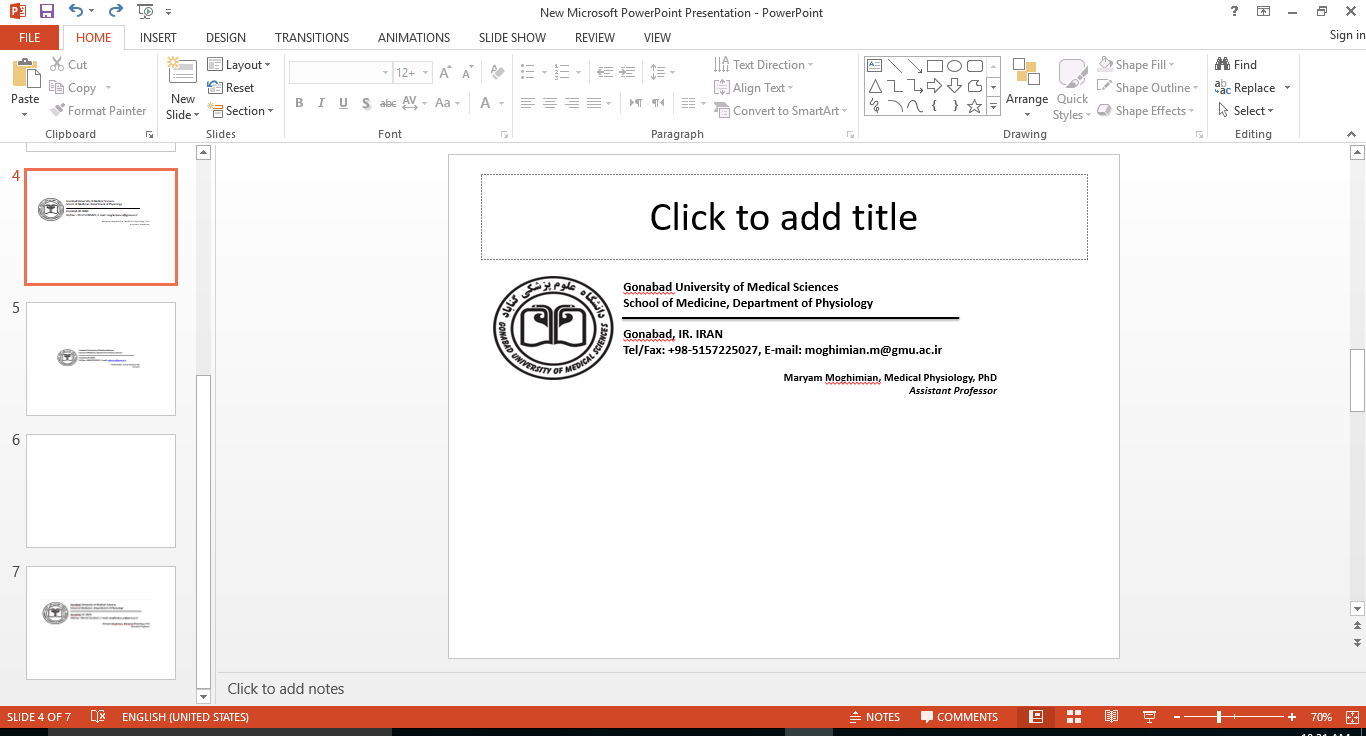 New Microsoft PowerPoint Presentation - PowerPoint
?
FILE HOME INSERT DESIGN TRANSITIONS ANIMATIONS SLIDE SHOW REVIEW VIEW Sign in
Cut
Copy
Format Painter
Paste
Clipboard
New
Slide
Layout
Reset
Section
Slides
12+
B I U S abc AV Aa A
Font
Text Direction
Align Text
Convert to SmartArt
Paragraph
Arrange
Quick
Styles
Shape Fill
Shape Outline
Shape Effects
Drawing
Find
Replace
Select
Editing
4
5
6
7
Click to add title
دانشگاه علوم پزشکی گناباد
GONABAD UNIVERSITY OF MEDICAL SCIENCES
Gonabad University of Medical Sciences
School of Medicine, Department of Physiology
Gonabad, IR. IRAN
Tel/Fax: +98-5157225027, E-mail: moghimian.m@gmu.ac.ir
Maryam Moghimian, Medical Physiology, PhD
Assistant Professor
Click to add notes
SLIDE 4 OF 7 ENGLISH (UNITED STATES) NOTES COMMENTS 70%